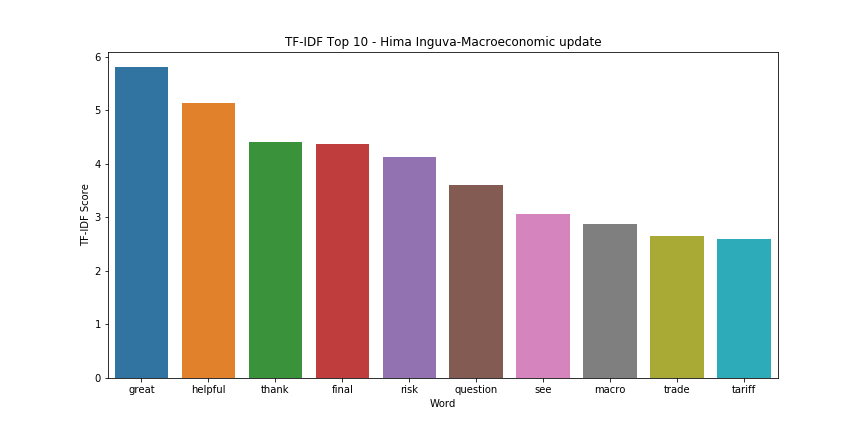 TF-IDF Top 10 - Hima Inguva-Macroeconomic update
6
5
4
3
2
1
0
TF-IDF Score
great helpful thank final risk question see macro trade tariff
Word